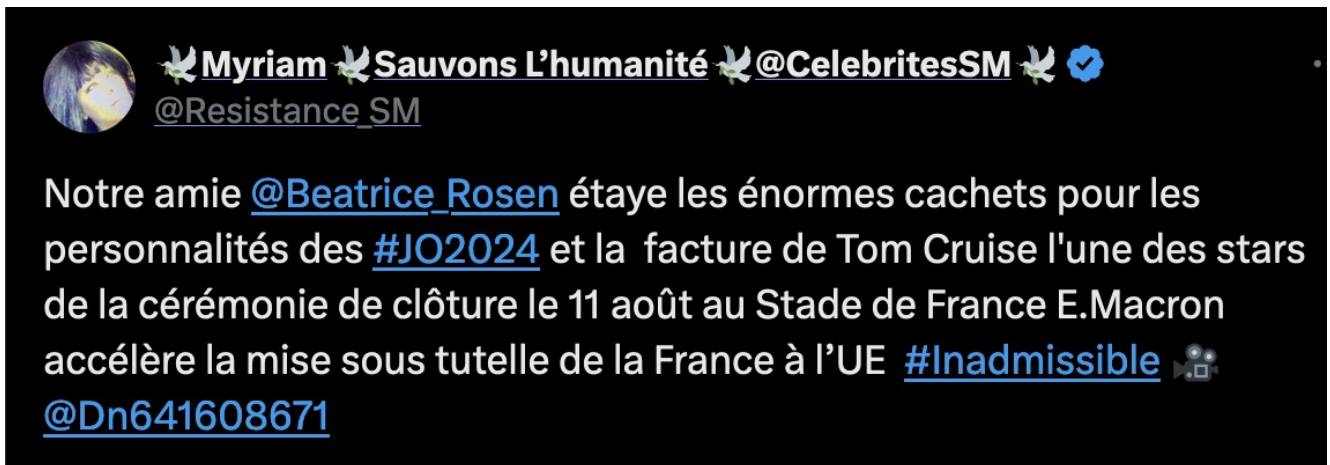 🕊Myriam🕊Sauvons L’humanité🕊@CelebritesSM🕊
@Resistance_SM
Notre amie @Beatrice_Rosen étaye les énormes cachets pour les
personnalités des #JO2024 et la  facture de Tom Cruise l'une des stars
de la cérémonie de clôture le 11 août au Stade de France E.Macron
accélère la mise sous tutelle de la France à l’UE  #Inadmissible 🎥
@Dn641608671